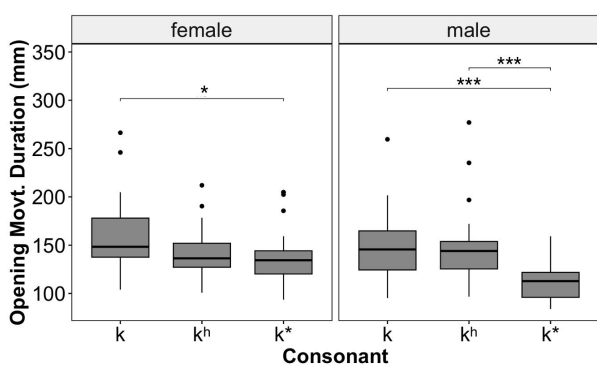 female male
Opening Movt. Duration (mm)
350
300
250
200
150
100
*
***
***
k kʰ k* k kʰ k*
Consonant